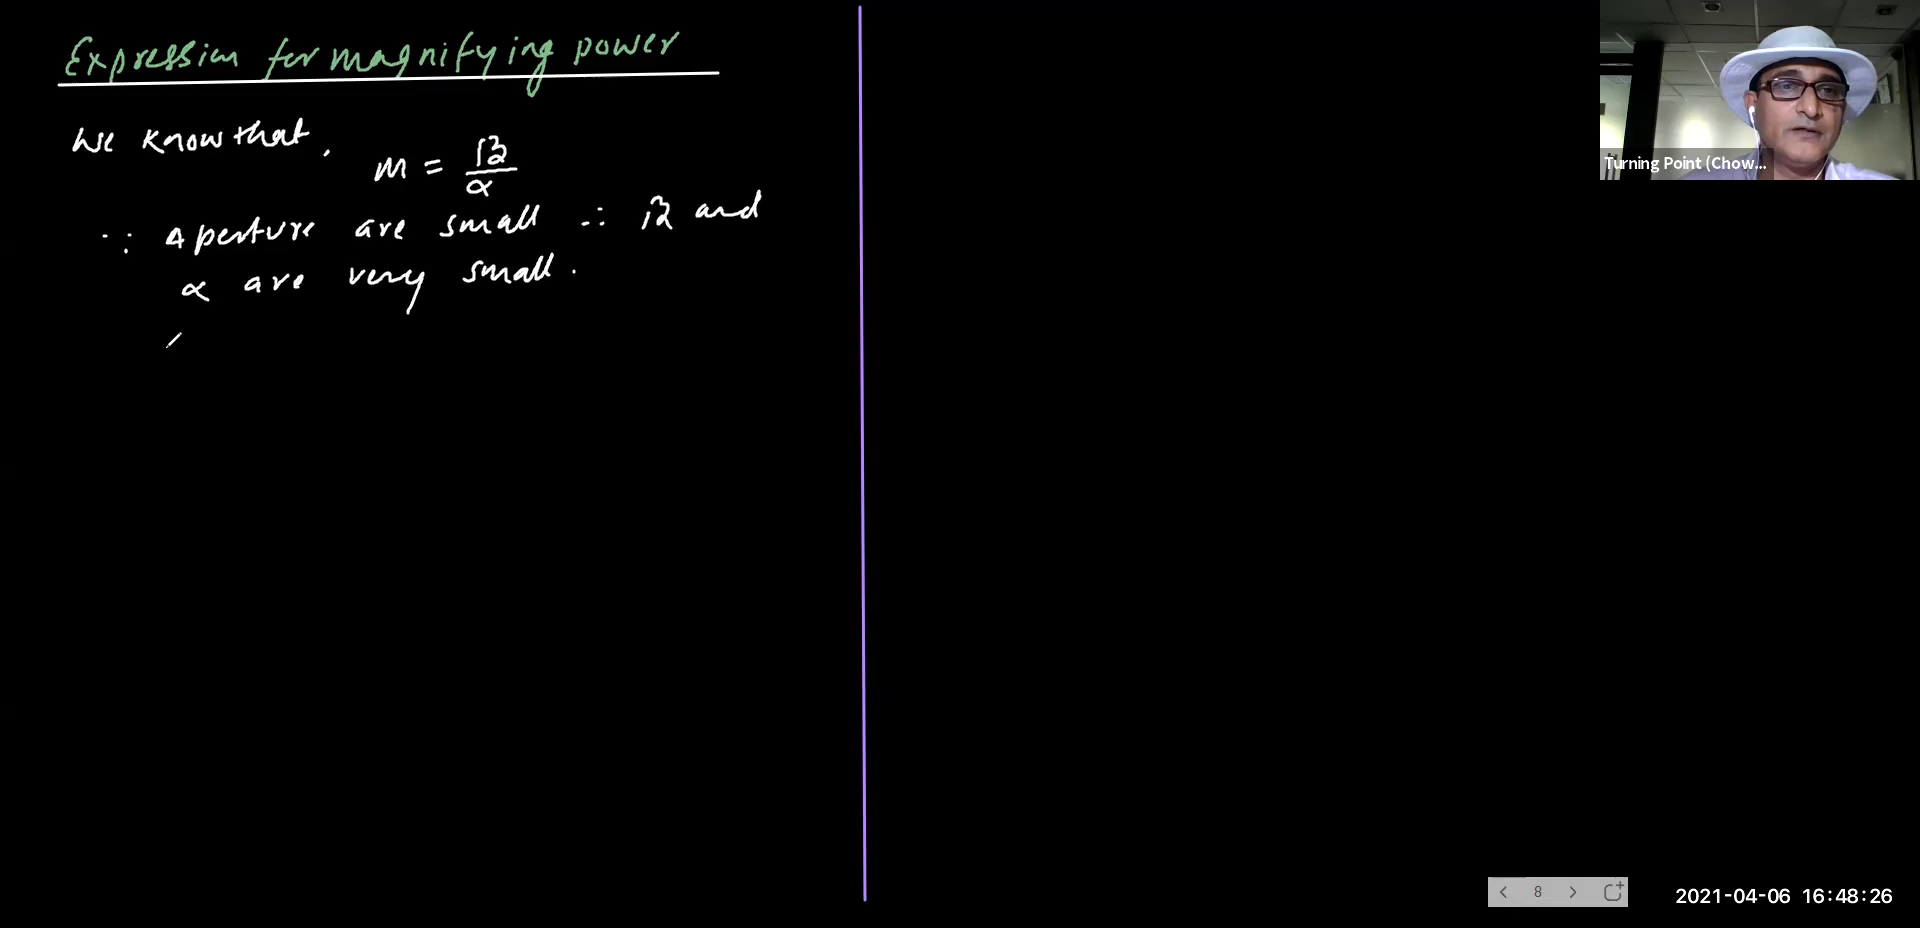 Expression for magnifying power
We know that,
m = β/α
∵ Aperture are small ∴ β and
α are very small.
Turning Point (Chow...
8
2021-04-06 16:48:26